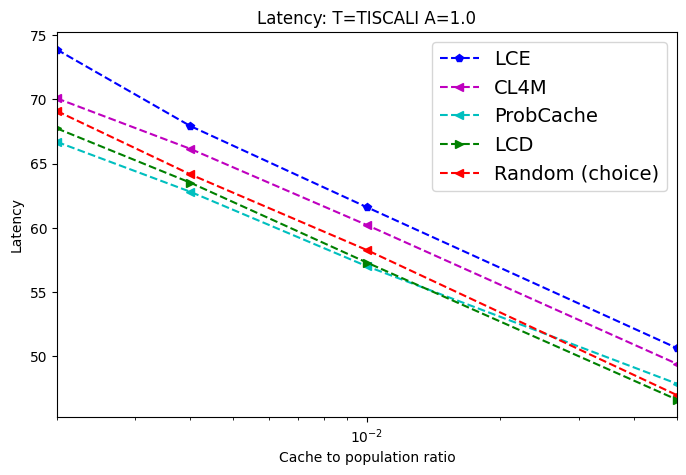 Latency: T=TISCALI A=1.0
75
70
65
60
55
50
Latency
LCE
CL4M
ProbCache
LCD
Random (choice)
10⁻²
Cache to population ratio